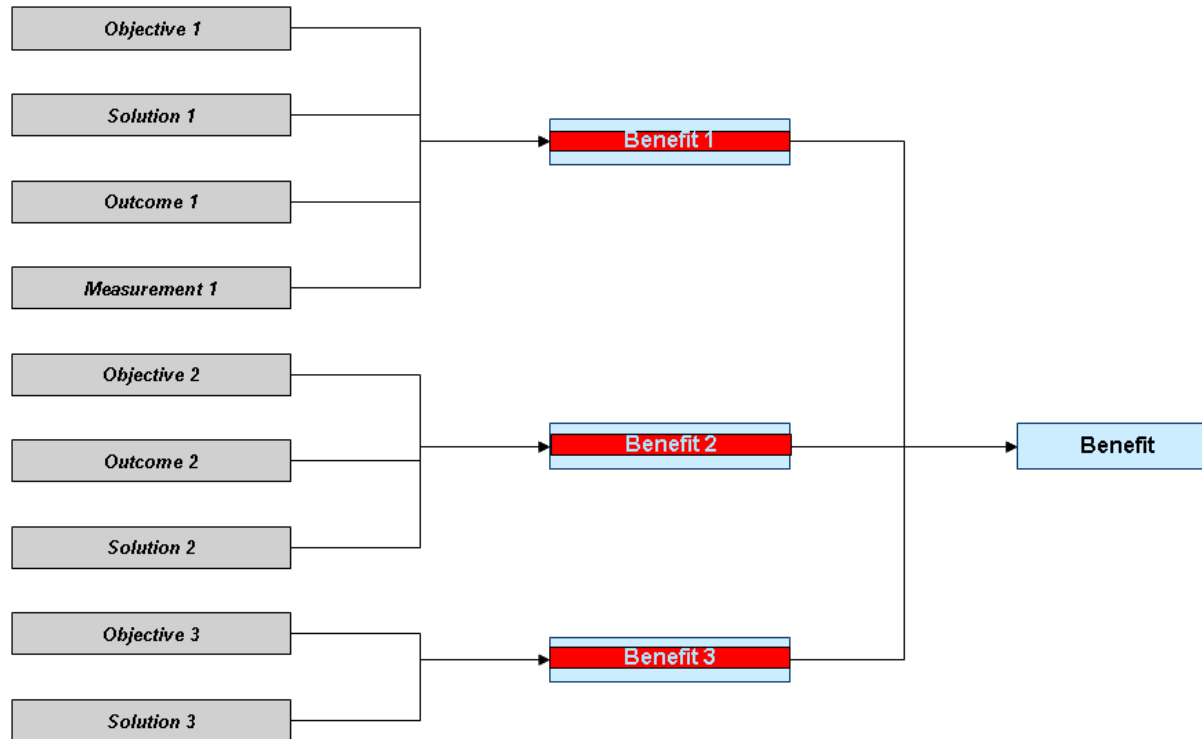 Objective 1
Solution 1
Outcome 1
Measurement 1
Objective 2
Outcome 2
Solution 2
Objective 3
Solution 3
Benefit 1
Benefit 2
Benefit 3
Benefit